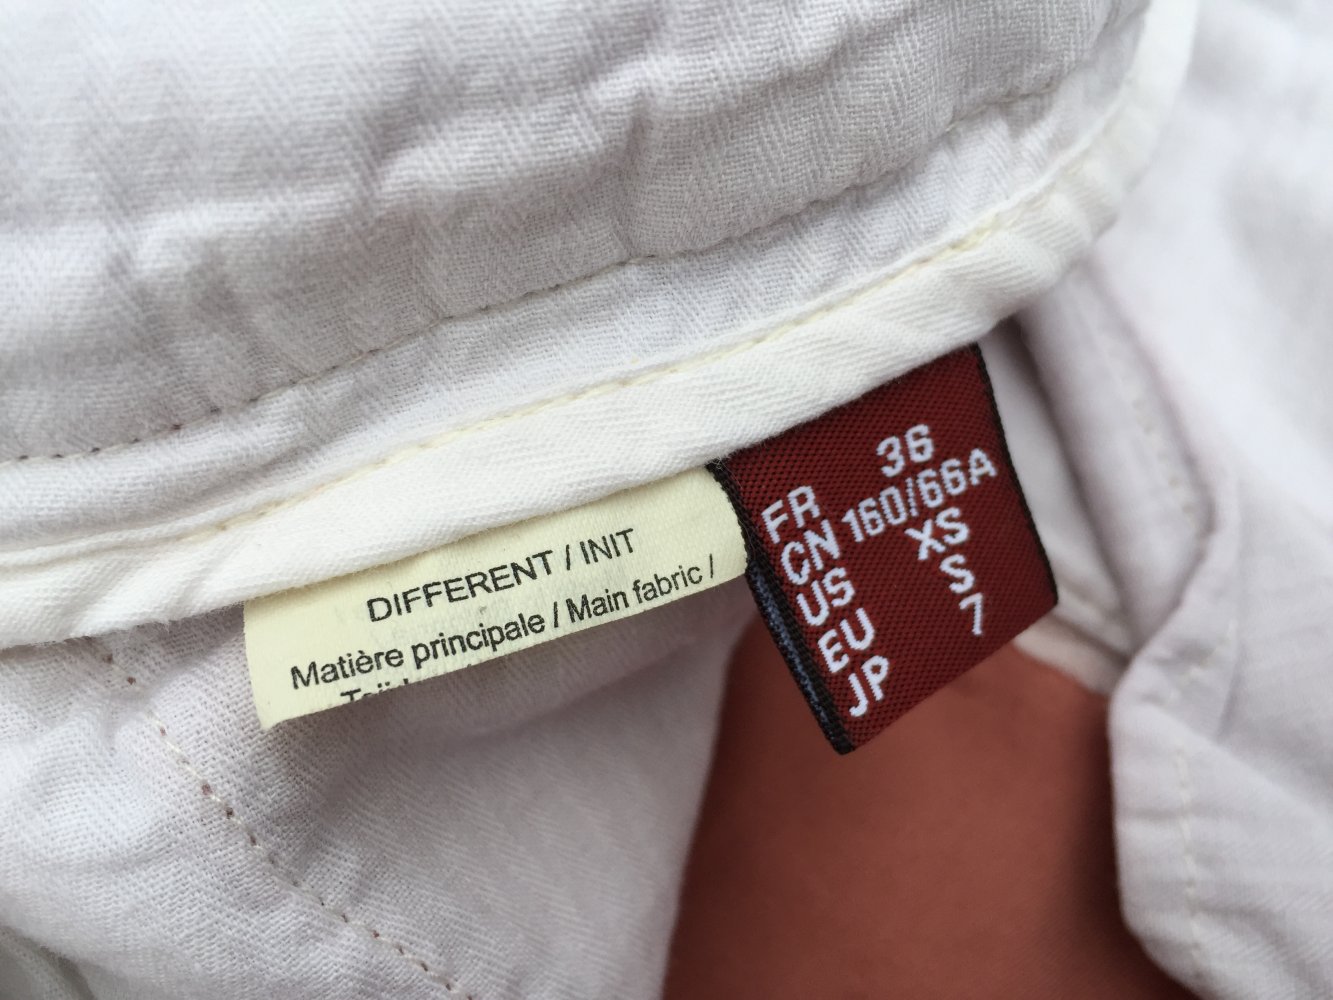 DIFFERENT / INIT
Matière principale / Main fabric /
FR 36
CN 160/66A
US XS
EU S
JP 7